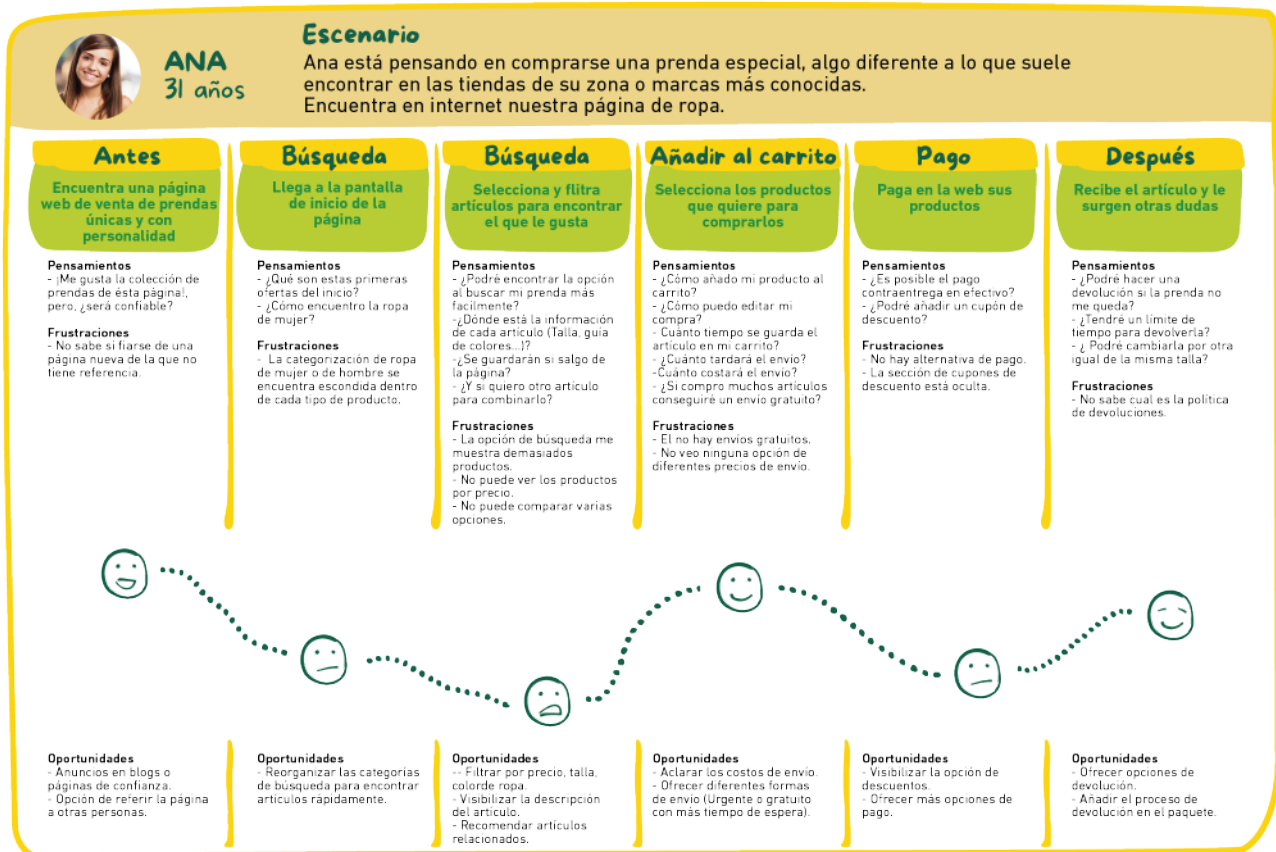 ANA
31 años
Escenario
Ana está pensando en comprarse una prenda especial, algo diferente a lo que suele
encontrar en las tiendas de su zona o marcas más conocidas.
Encuentra en internet nuestra página de ropa.
Antes
Encuentra una página
web de venta de prendas
únicas y con
personalidad
Pensamientos
- ¡Me gusta la colección de
prendas de ésta página!,
pero, ¿será confiable?
Frustraciones
- No sabe si fiarse de una
página nueva de la que no
tiene referencia.
Búsqueda
Llega a la pantalla
de inicio de la
página
Pensamientos
- ¿Qué son estas primeras
ofertas del inicio?
- ¿Cómo encuentro la ropa
de mujer?
Frustraciones
- La categorización de ropa
de mujer o de hombre se
encuentra escondida dentro
de cada tipo de producto.
Búsqueda
Selecciona y flitra
artículos para encontrar
el que le gusta
Pensamientos
- ¿Podré encontrar la opción
al buscar mi prenda más
facilmente?
-¿Dónde está la información
de cada artículo (Talla, guía
de colores...)?
-¿Se guardarán si salgo de
la página?
- ¿Y si quiero otro artículo
para combinarlo?
Frustraciones
- La opción de búsqueda me
muestra demasiados
productos.
- No puede ver los productos
por precio.
- No puede comparar varias
opciones.
Añadir al carrito
Selecciona los productos
que quiere para
comprarlos
Pensamientos
- ¿Cómo añado mi producto al
carrito?
- ¿Cómo puedo editar mi
compra?
- Cuánto tiempo se guarda el
artículo en mi carrito?
- ¿Cuánto tardará el envío?
-Cuánto costará el envío?
- ¿Si compro muchos artículos
conseguiré un envío gratuito?
Frustraciones
- El no hay envíos gratuitos.
- No veo ninguna opción de
diferentes precios de envío.
Pago
Paga en la web sus
productos
Pensamientos
- ¿Es posible el pago
contraentrega en efectivo?
- ¿Podré añadir un cupón de
descuento?
Frustraciones
- No hay alternativa de pago.
- La sección de cupones de
descuento está oculta.
Después
Recibe el artículo y le
surgen otras dudas
Pensamientos
- ¿Podré hacer una
devolución si la prenda no
me queda?
- ¿Tendré un límite de
tiempo para devolverla?
- ¿ Podré cambiarla por otra
igual de la misma talla?
Frustraciones
- No sabe cual es la política
de devoluciones.
Oportunidades
- Anuncios en blogs o
páginas de confianza.
- Opción de referir la página
a otras personas.
Oportunidades
- Reorganizar las categorías
de búsqueda para encontrar
artículos rápidamente.
Oportunidades
-- Filtrar por precio, talla,
colorde ropa.
- Visibilizar la descripción
del artículo.
- Recomendar artículos
relacionados.
Oportunidades
- Aclarar los costos de envío.
- Ofrecer diferentes formas
de envío (Urgente o gratuito
con más tiempo de espera).
Oportunidades
- Visibilizar la opción de
descuentos.
- Ofrecer más opciones de
pago.
Oportunidades
- Ofrecer opciones de
devolución.
- Añadir el proceso de
devolución en el paquete.